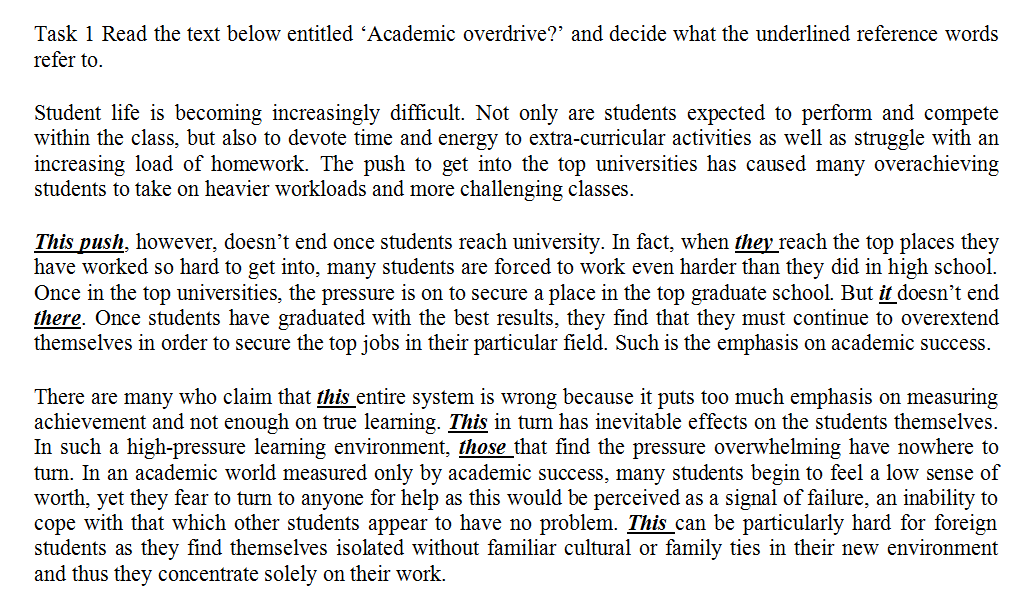 Task 1 Read the text below entitled ‘Academic overdrive?’ and decide what the underlined reference words
refer to.
Student life is becoming increasingly difficult. Not only are students expected to perform and compete
within the class, but also to devote time and energy to extra-curricular activities as well as struggle with an
increasing load of homework. The push to get into the top universities has caused many overachieving
students to take on heavier workloads and more challenging classes.
This push, however, doesn’t end once students reach university. In fact, when they reach the top places they
have worked so hard to get into, many students are forced to work even harder than they did in high school.
Once in the top universities, the pressure is on to secure a place in the top graduate school. But it doesn’t end
there. Once students have graduated with the best results, they find that they must continue to overextend
themselves in order to secure the top jobs in their particular field. Such is the emphasis on academic success.
There are many who claim that this entire system is wrong because it puts too much emphasis on measuring
achievement and not enough on true learning. This in turn has inevitable effects on the students themselves.
In such a high-pressure learning environment, those that find the pressure overwhelming have nowhere to
turn. In an academic world measured only by academic success, many students begin to feel a low sense of
worth, yet they fear to turn to anyone for help as this would be perceived as a signal of failure, an inability to
cope with that which other students appear to have no problem. This can be particularly hard for foreign
students as they find themselves isolated without familiar cultural or family ties in their new environment
and thus they concentrate solely on their work.